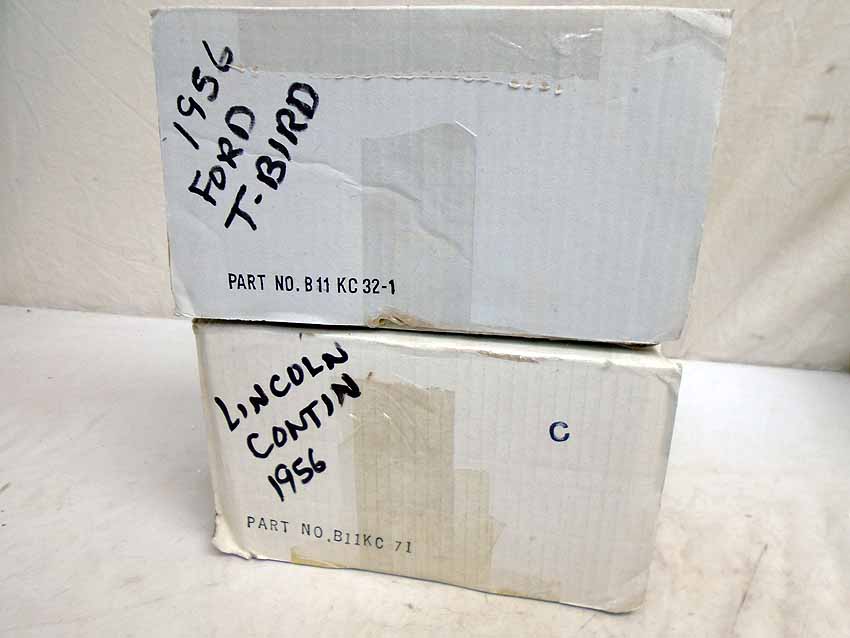 1956
FORD
T-BIRD
PART NO. B11 KC 32-1
LINCOLN
CONTIN
1956
C
PART NO. B11KC 71